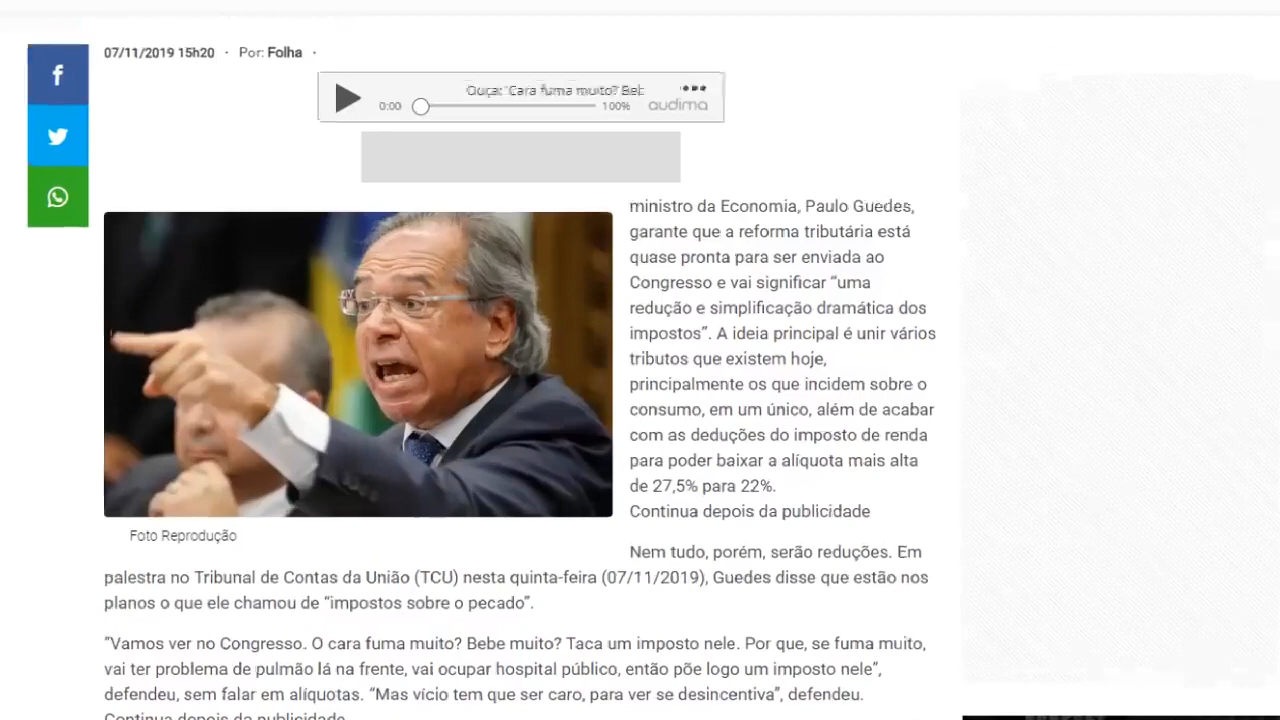 07/11/2019 15h20 · Por: Folha ·
Ouça: Cara fuma muito?
0:00
100%
audima
ministro da Economia, Paulo Guedes,
garante que a reforma tributária está
quase pronta para ser enviada ao
Congresso e vai significar “uma
redução e simplificação dramática dos
impostos”. A ideia principal é unir vários
tributos que existem hoje,
principalmente os que incidem sobre o
consumo, em um único, além de acabar
com as deduções do imposto de renda
para poder baixar a alíquota mais alta
de 27,5% para 22%.
Continua depois da publicidade
Foto Reprodução
Nem tudo, porém, serão reduções. Em
palestra no Tribunal de Contas da União (TCU) nesta quinta-feira (07/11/2019), Guedes disse que estão nos
planos o que ele chamou de “impostos sobre o pecado”.
“Vamos ver no Congresso. O cara fuma muito? Bebe muito? Taca um imposto nele. Por que, se fuma muito,
vai ter problema de pulmão lá na frente, vai ocupar hospital público, então põe logo um imposto nele”,
defendeu, sem falar em alíquotas. “Mas vício tem que ser caro, para ver se desincentiva”, defendeu.
Continua depois da publicidade